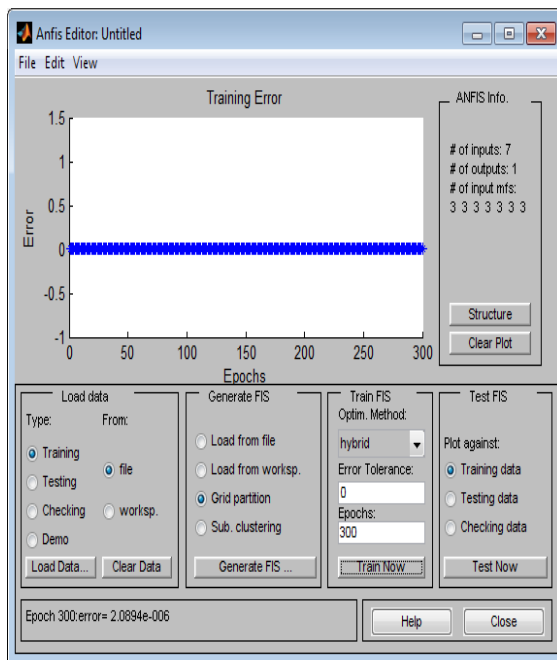 Anfis Editor: Untitled
File Edit View
Training Error
1.5
1
0.5
0
-0.5
-1
Error
0 50 100 150 200 250 300
Epochs
ANFIS Info.
# of inputs: 7
# of outputs: 1
# of input mfs:
3 3 3 3 3 3 3
Structure
Clear Plot
Load data
Type: From:
Training
file
Testing
Checking
worksp.
Demo
Load Data... Clear Data
Generate FIS
Load from file
Load from worksp.
Grid partition
Sub. clustering
Generate FIS ...
Train FIS
Optim. Method:
hybrid
Error Tolerance:
0
Epochs:
300
Train Now
Test FIS
Plot against:
Training data
Testing data
Checking data
Test Now
Epoch 300:error= 2.0894e-006
Help
Close